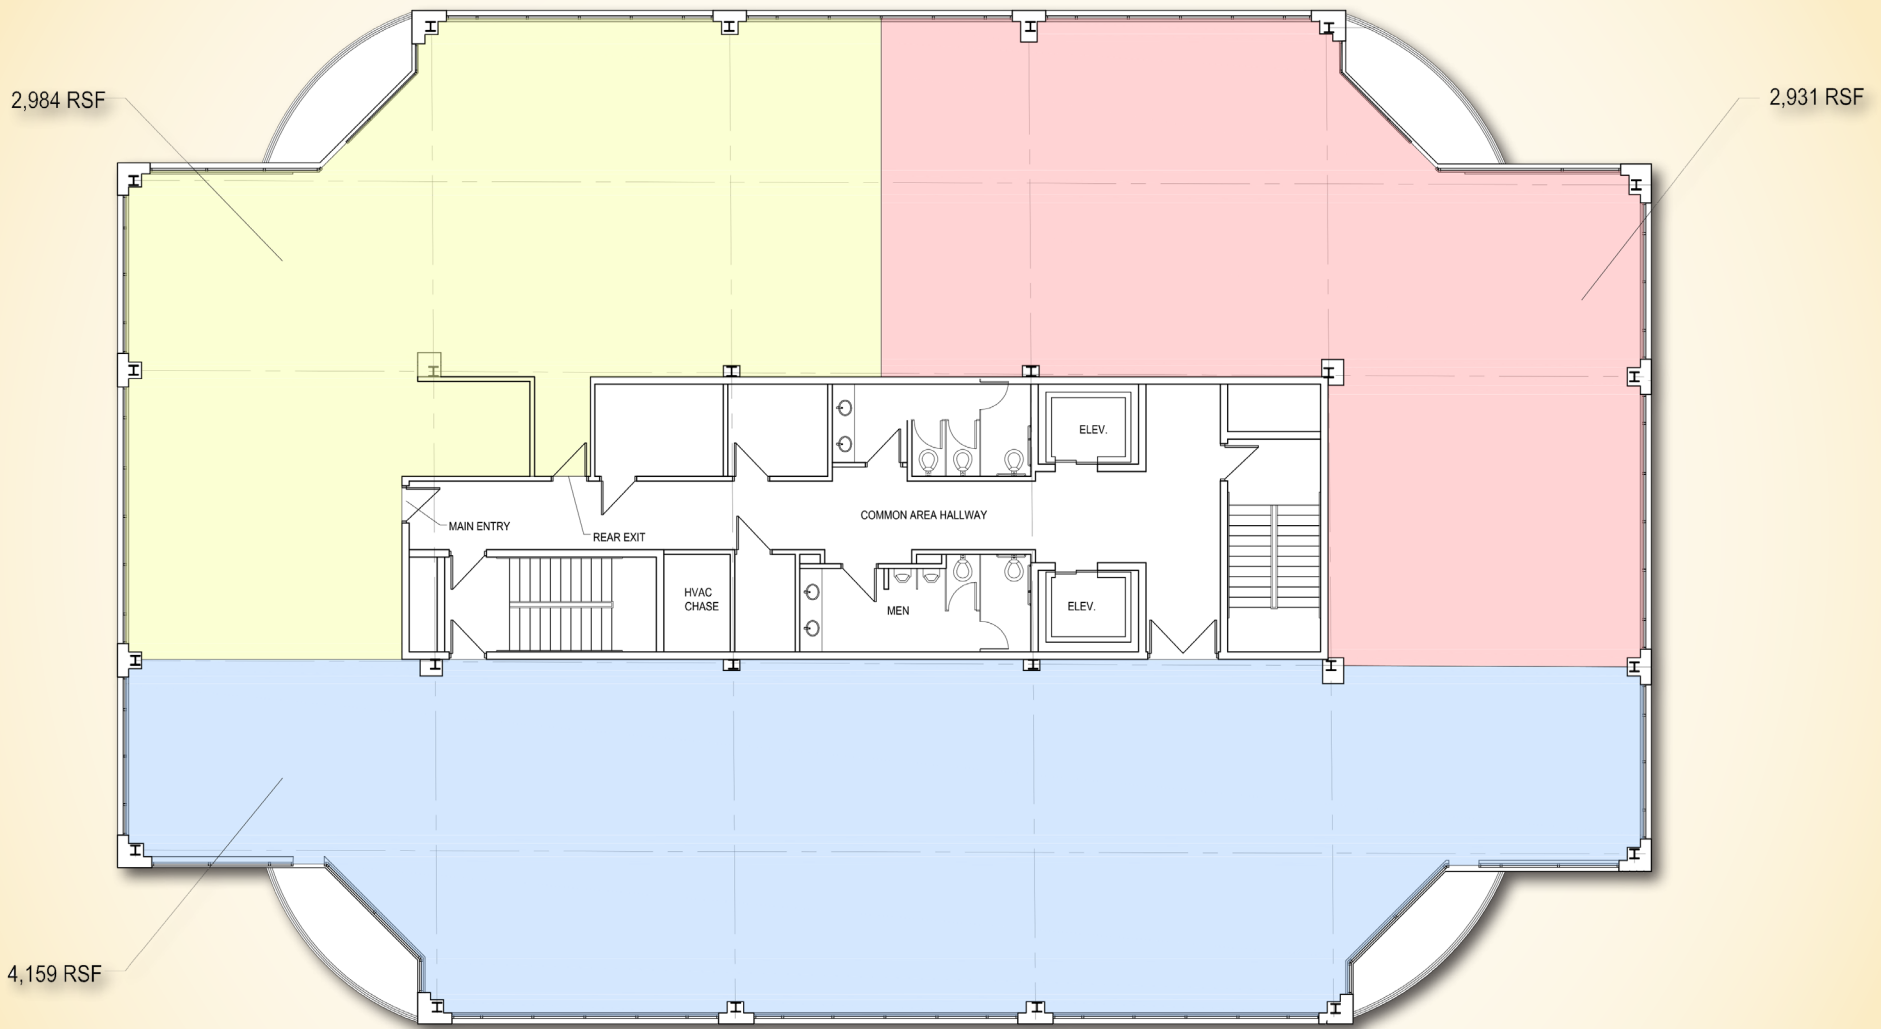 2,984 RSF
2,931 RSF
ELEV.
MAIN ENTRY
COMMON AREA HALLWAY
REAR EXIT
HVAC
CHASE
MEN
ELEV.
4,159 RSF